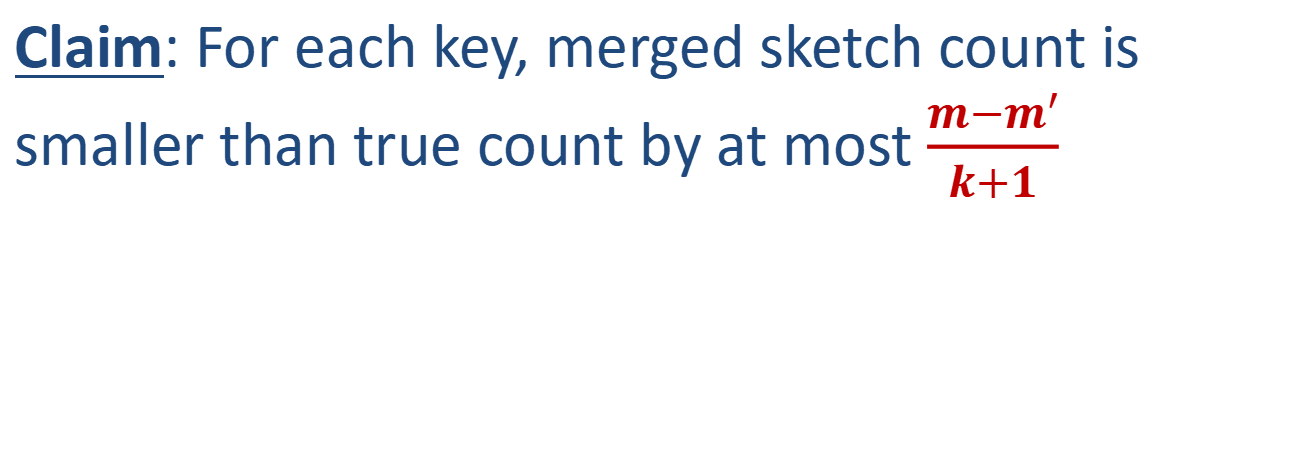 Claim: For each key, merged sketch count is
smaller than true count by at most m−m′
k+1